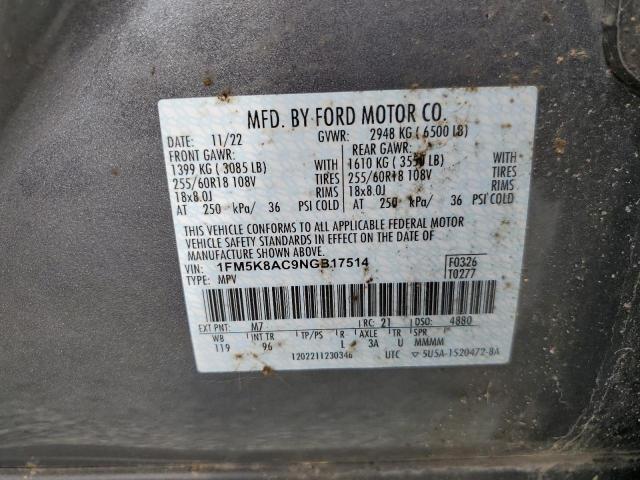 MFD. BY FORD MOTOR CO.
DATE: 11/22 GVWR: 2948 KG ( 6500 LB)
FRONT GAWR: REAR GAWR:
1399 KG ( 3085 LB) WITH 1610 KG ( 3550 LB) WITH
255/60R18 108V TIRES 255/60R18 108V TIRES
18x8.0J RIMS 18x8.0J RIMS
AT 250 kPa/ 36 PSI COLD AT 250 kPa/ 36 PSI COLD
THIS VEHICLE CONFORMS TO ALL APPLICABLE FEDERAL MOTOR
VEHICLE SAFETY STANDARDS IN EFFECT ON THE DATE OF
MANUFACTURE SHOWN ABOVE.
VIN: 1FM5K8AC9NGB17514 F0326
TYPE: MPV T0277
EXT PNT: M7 RC: 21 DSO: 4880
WB INT TR TP/PS R AXLE TR SPR
119 96 L 3A U MMMM
1202211230346 UTC ▽ 5U5A-1520472-BA